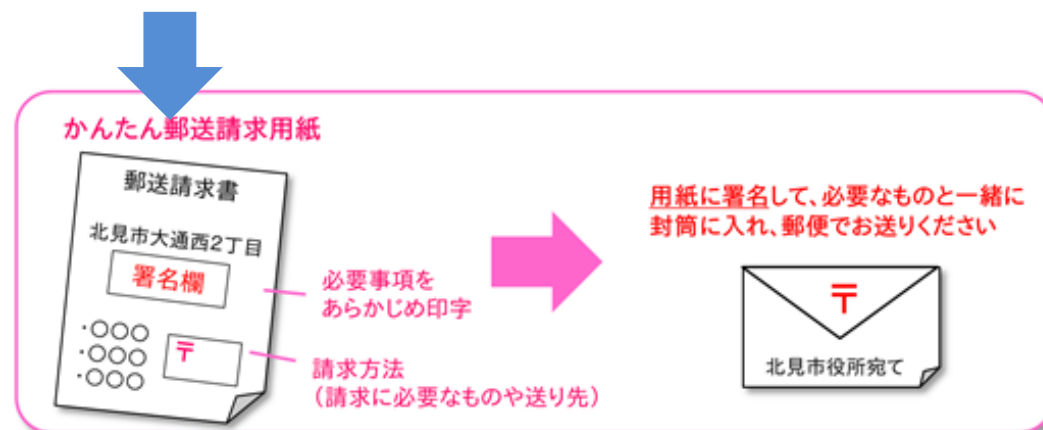 かんたん郵送請求用紙
郵送請求書
北見市大通西2丁目
署名欄
・○○○
・○○○
・○○○
〒
必要事項を
あらかじめ印字
請求方法
（請求に必要なものや送り先）
用紙に署名して、必要なものと一緒に
封筒に入れ、郵便でお送りください
〒
北見市役所宛て